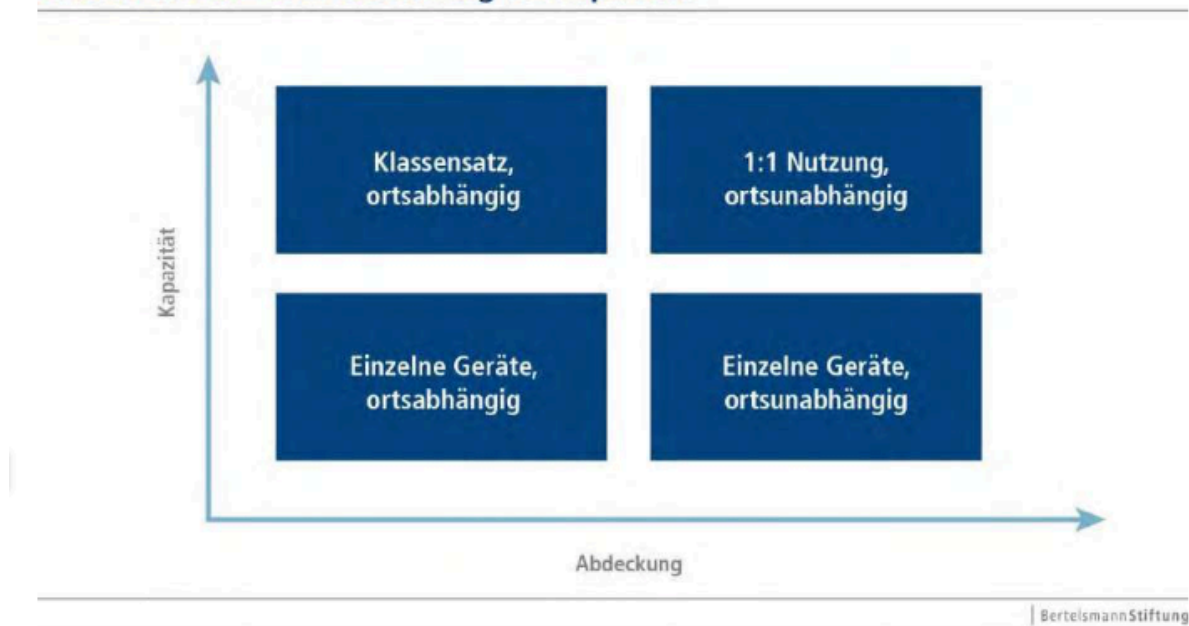 Klassensatz,
ortsabhängig
1:1 Nutzung,
ortsunabhängig
Kapazität
Einzelne Geräte,
ortsabhängig
Einzelne Geräte,
ortsunabhängig
Abdeckung
BertelsmannStiftung